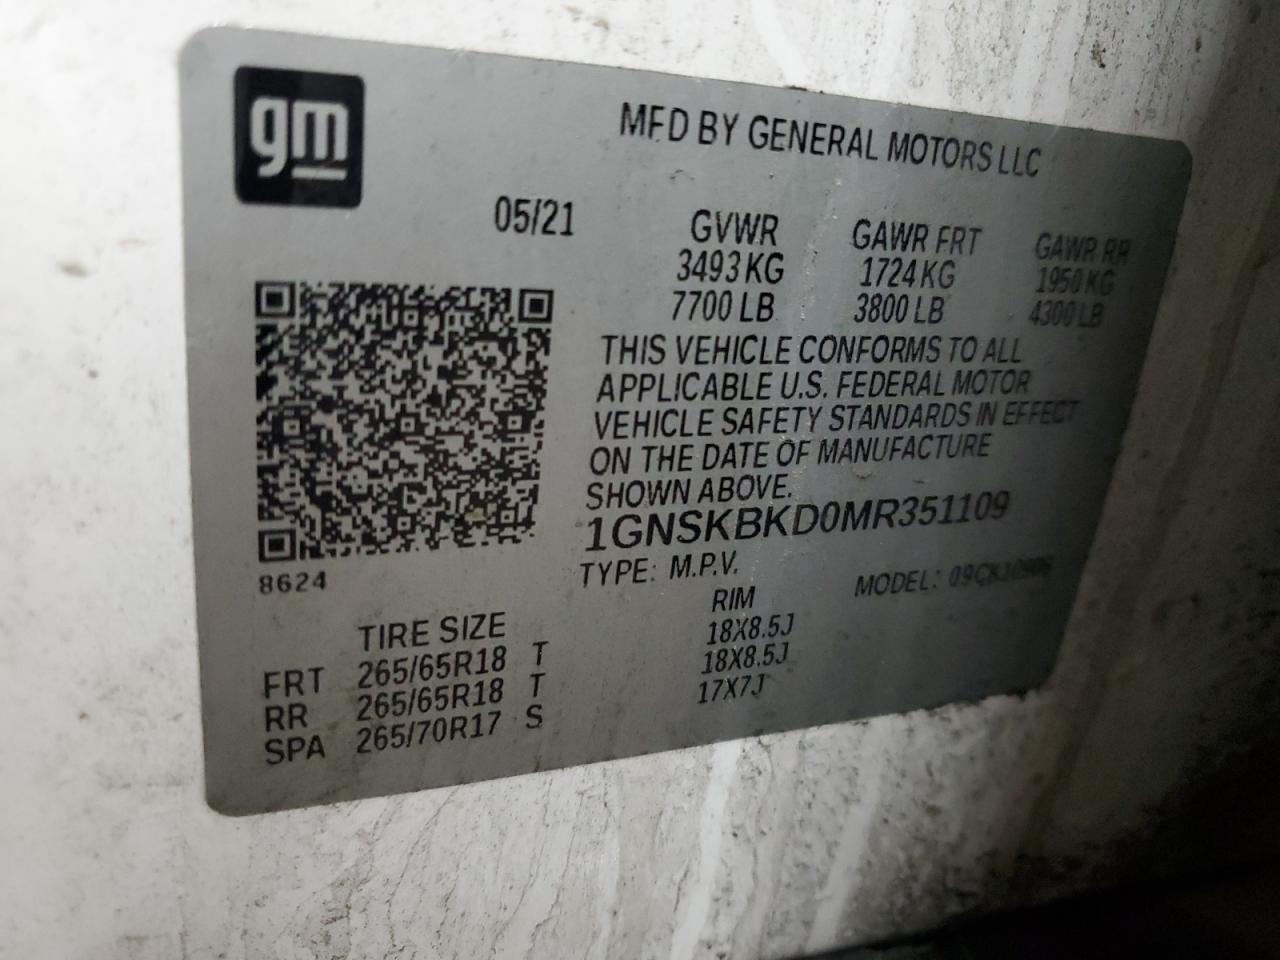 gm
MFD BY GENERAL MOTORS LLC
05/21 GVWR GAWR FRT GAWR RR
3493 KG 1724 KG 1950 KG
7700 LB 3800 LB 4300 LB
THIS VEHICLE CONFORMS TO ALL
APPLICABLE U.S. FEDERAL MOTOR
VEHICLE SAFETY STANDARDS IN EFFECT
ON THE DATE OF MANUFACTURE
SHOWN ABOVE.
1GNSKBKD0MR351109
8624
TYPE: M.P.V. MODEL:
TIRE SIZE RIM
FRT 265/65R18 T 18X8.5J
RR 265/65R18 T 18X8.5J
SPA 265/70R17 S 17X7J